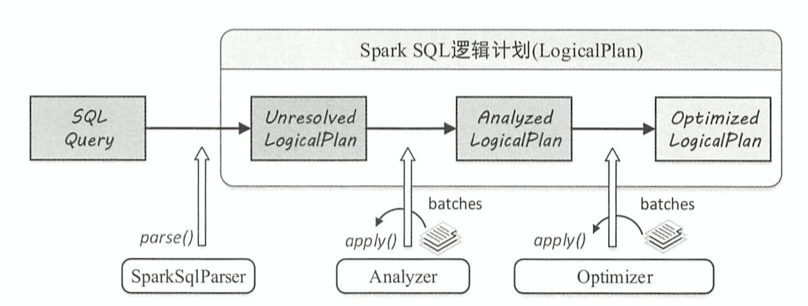 Spark SQL逻辑计划(LogicalPlan)
SQL
Query
Unresolved
LogicalPlan
Analyzed
LogicalPlan
Optimized
LogicalPlan
parse()
apply()
batches
apply()
batches
SparkSqlParser
Analyzer
Optimizer